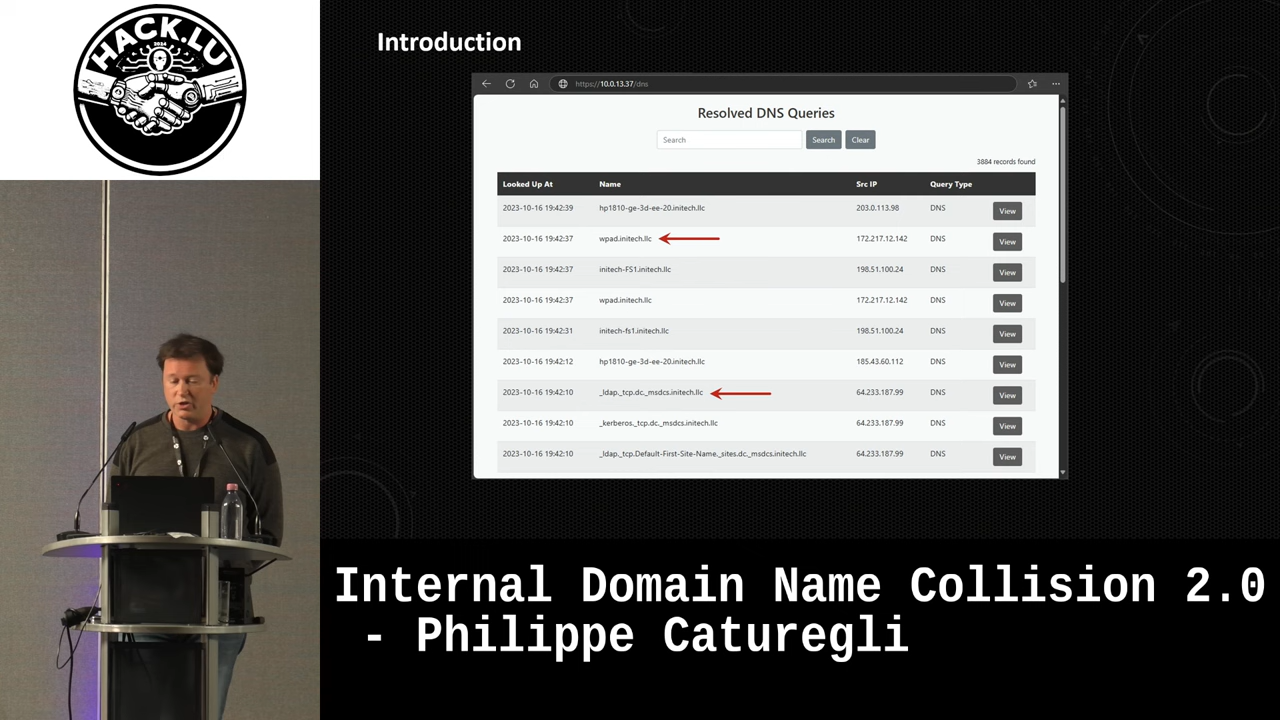 HACK.LU
2024
Introduction
https://10.0.13.37/dns
Resolved DNS Queries
Search Search Clear
3884 records found
Looked Up At Name Src IP Query Type
2023-10-16 19:42:39 hp1810-ge-3d-ee-20.initech.llc 203.0.113.98 DNS View
2023-10-16 19:42:37 wpad.initech.llc 172.217.12.142 DNS View
2023-10-16 19:42:37 initech-FS1.initech.llc 198.51.100.24 DNS View
2023-10-16 19:42:37 wpad.initech.llc 172.217.12.142 DNS View
2023-10-16 19:42:31 initech-fs1.initech.llc 198.51.100.24 DNS View
2023-10-16 19:42:12 hp1810-ge-3d-ee-20.initech.llc 185.43.60.112 DNS View
2023-10-16 19:42:10 _ldap._tcp.dc._msdcs.initech.llc 64.233.187.99 DNS View
2023-10-16 19:42:10 _kerberos._tcp.dc._msdcs.initech.llc 64.233.187.99 DNS View
2023-10-16 19:42:10 _ldap._tcp.Default-First-Site-Name._sites.dc._msdcs.initech.llc 64.233.187.99 DNS View
Internal Domain Name Collision 2.0
- Philippe Caturegli